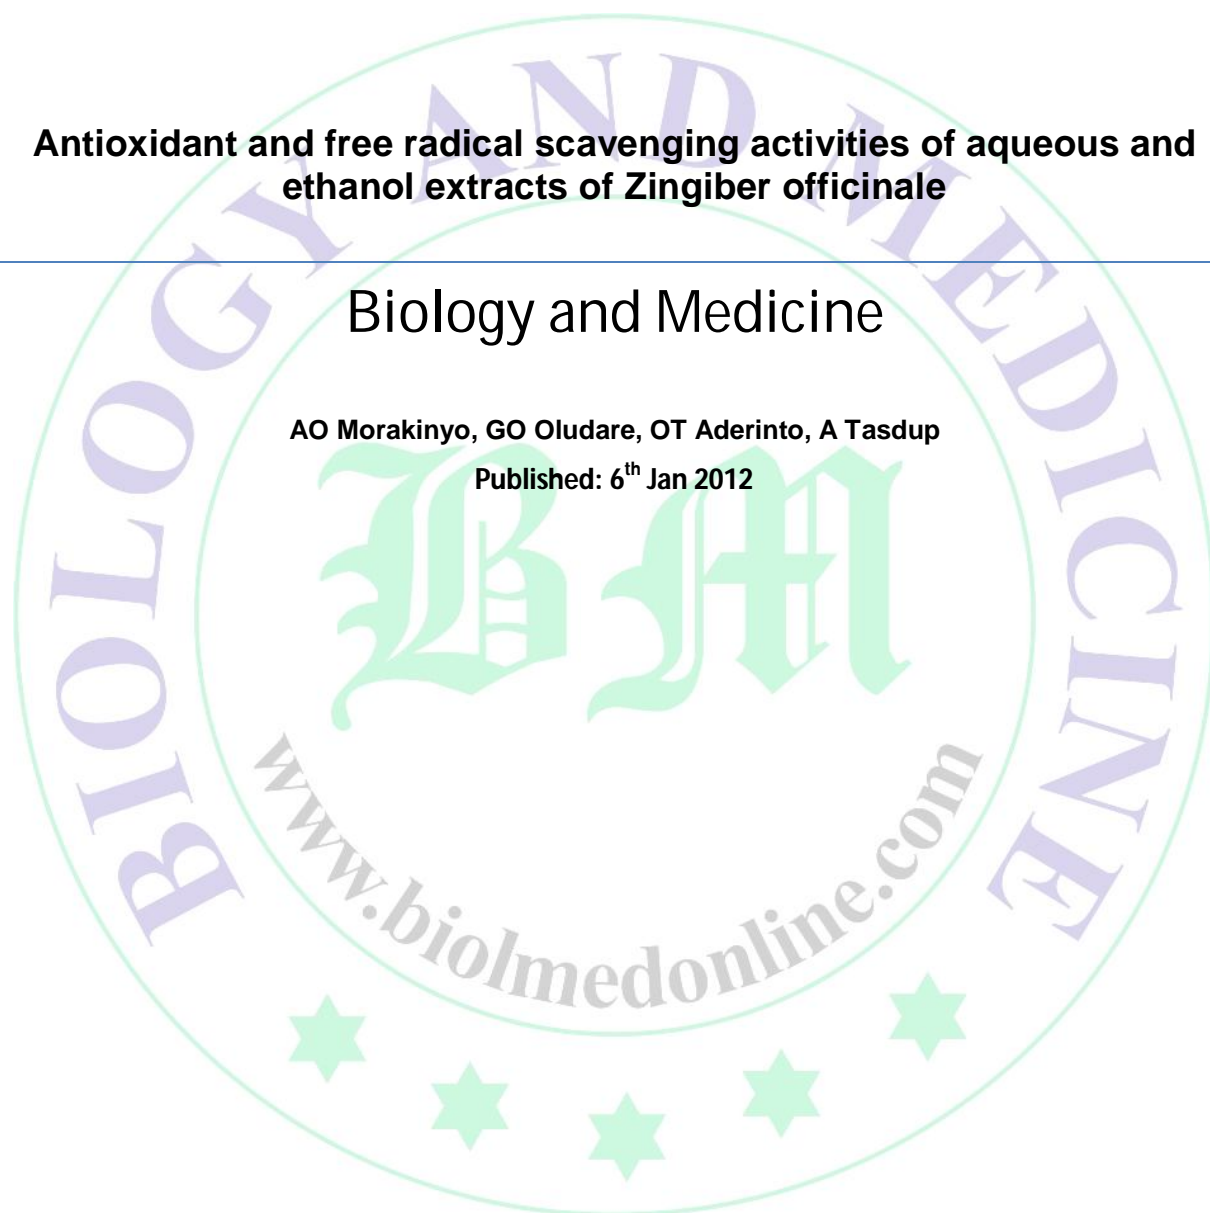 Antioxidant and free radical scavenging activities of aqueous and
ethanol extracts of Zingiber officinale
Biology and Medicine
AO Morakinyo, GO Oludare, OT Aderinto, A Tasdup
Published: 6th Jan 2012
BIOLOGY AND MEDICINE
BM
www.biolmedonline.com